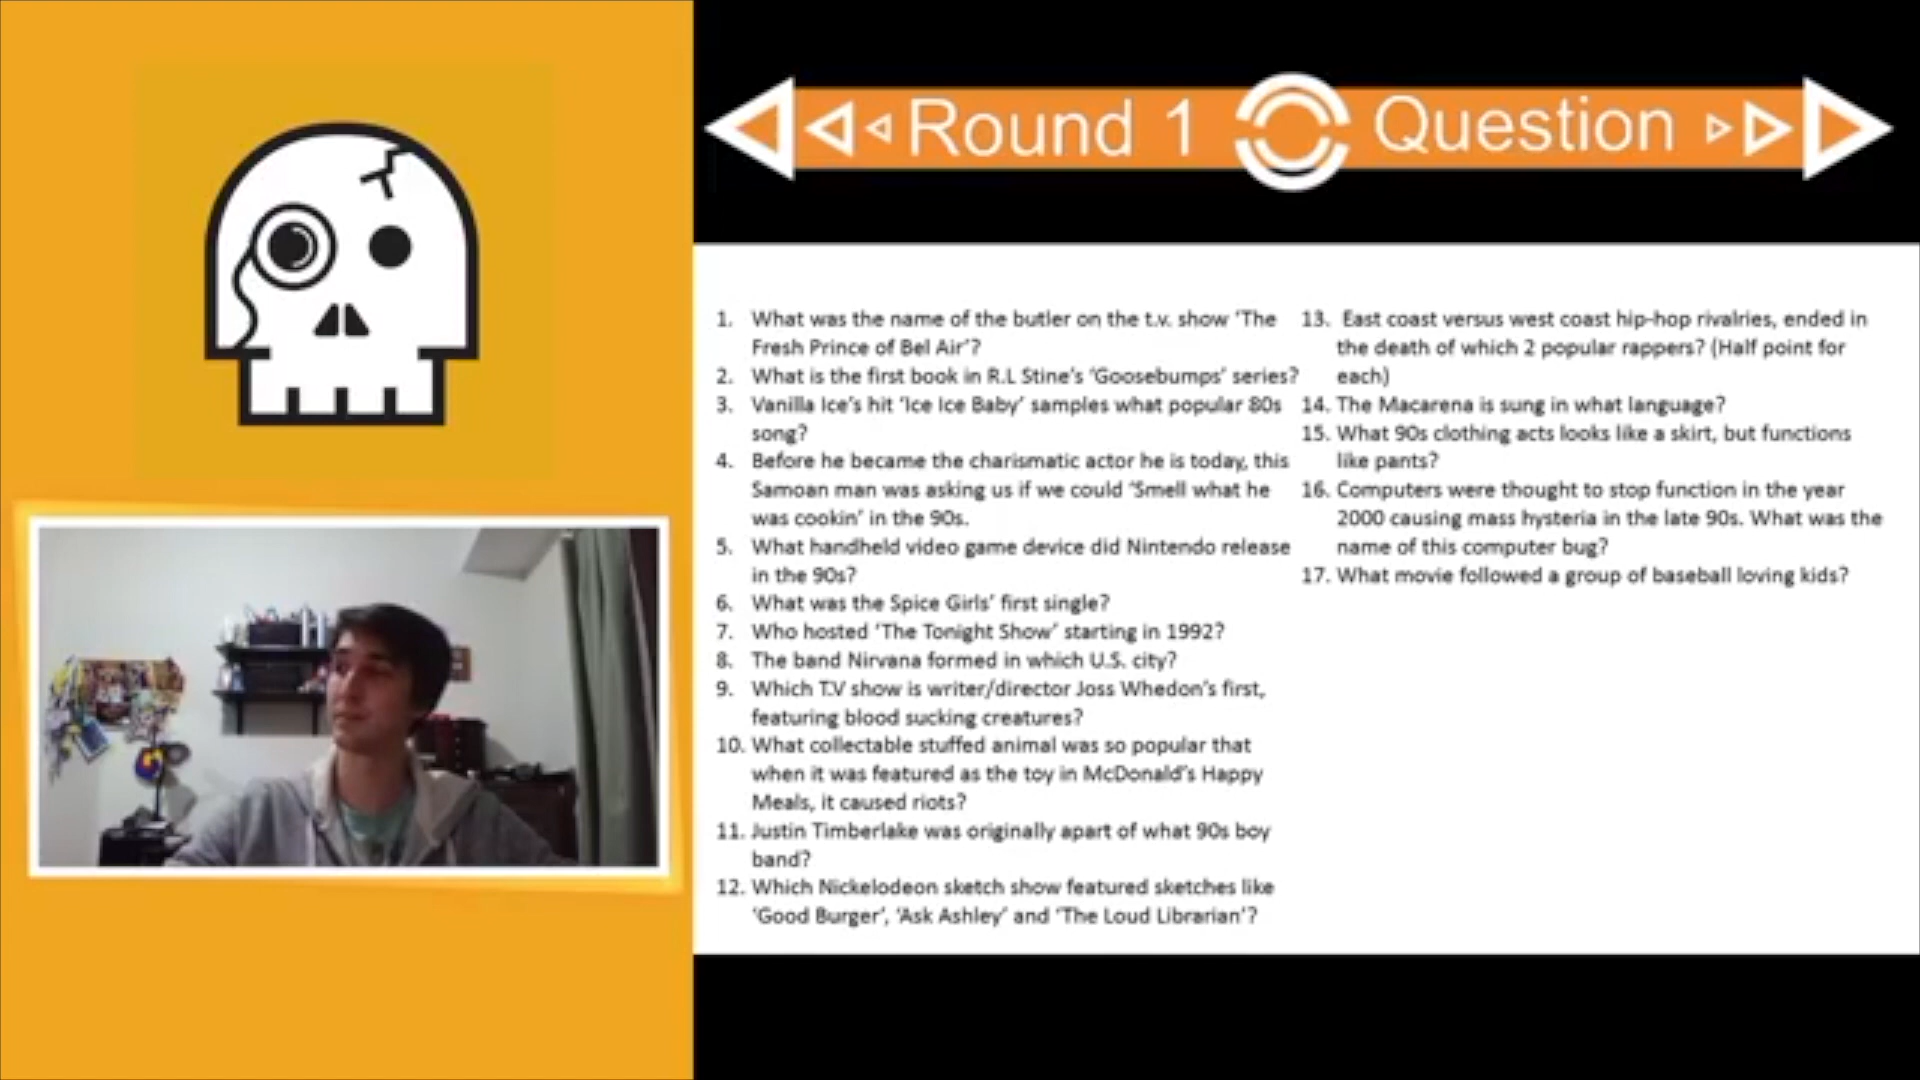 Round 1 Question
1. What was the name of the butler on the t.v. show ‘The
Fresh Prince of Bel Air’?
2. What is the first book in R.L Stine’s ‘Goosebumps’ series?
3. Vanilla Ice’s hit ‘Ice Ice Baby’ samples what popular 80s
song?
4. Before he became the charismatic actor he is today, this
Samoan man was asking us if we could ‘Smell what he
was cookin’ in the 90s.
5. What handheld video game device did Nintendo release
in the 90s?
6. What was the Spice Girls’ first single?
7. Who hosted ‘The Tonight Show’ starting in 1992?
8. The band Nirvana formed in which U.S. city?
9. Which T.V show is writer/director Joss Whedon’s first,
featuring blood sucking creatures?
10. What collectable stuffed animal was so popular that
when it was featured as the toy in McDonald’s Happy
Meals, it caused riots?
11. Justin Timberlake was originally apart of what 90s boy
band?
12. Which Nickelodeon sketch show featured sketches like
‘Good Burger’, ‘Ask Ashley’ and ‘The Loud Librarian’?
13. East coast versus west coast hip-hop rivalries, ended in
the death of which 2 popular rappers? (Half point for
each)
14. The Macarena is sung in what language?
15. What 90s clothing acts looks like a skirt, but functions
like pants?
16. Computers were thought to stop function in the year
2000 causing mass hysteria in the late 90s. What was the
name of this computer bug?
17. What movie followed a group of baseball loving kids?